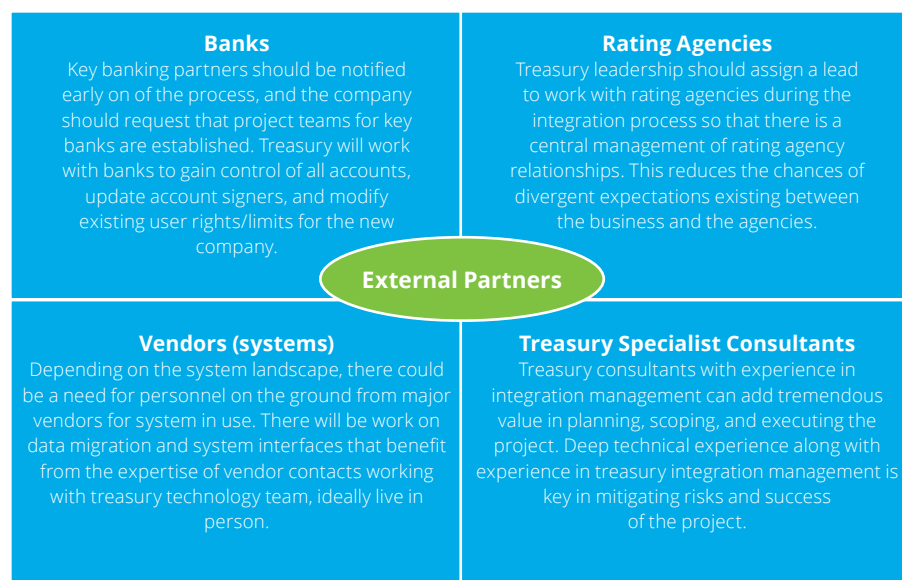 Banks
Key banking partners should be notified
early on of the process, and the company
should request that project teams for key
banks are established. Treasury will work
with banks to gain control of all accounts,
update account signers, and modify
existing user rights/limits for the new
company.
Rating Agencies
Treasury leadership should assign a lead
to work with rating agencies during the
integration process so that there is a
central management of rating agency
relationships. This reduces the chances of
divergent expectations existing between
the business and the agencies.
External Partners
Vendors (systems)
Depending on the system landscape, there could
be a need for personnel on the ground from major
vendors for system in use. There will be work on
data migration and system interfaces that benefit
from the expertise of vendor contacts working
with treasury technology team, ideally live in
person.
Treasury Specialist Consultants
Treasury consultants with experience in
integration management can add tremendous
value in planning, scoping, and executing the
project. Deep technical experience along with
experience in treasury integration management is
key in mitigating risks and success
of the project.